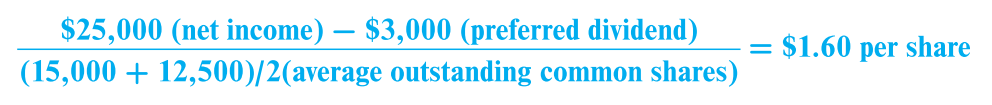 $25,000 (net income) – $3,000 (preferred dividend)
(15,000 + 12,500)/2(average outstanding common shares)
= $1.60 per share